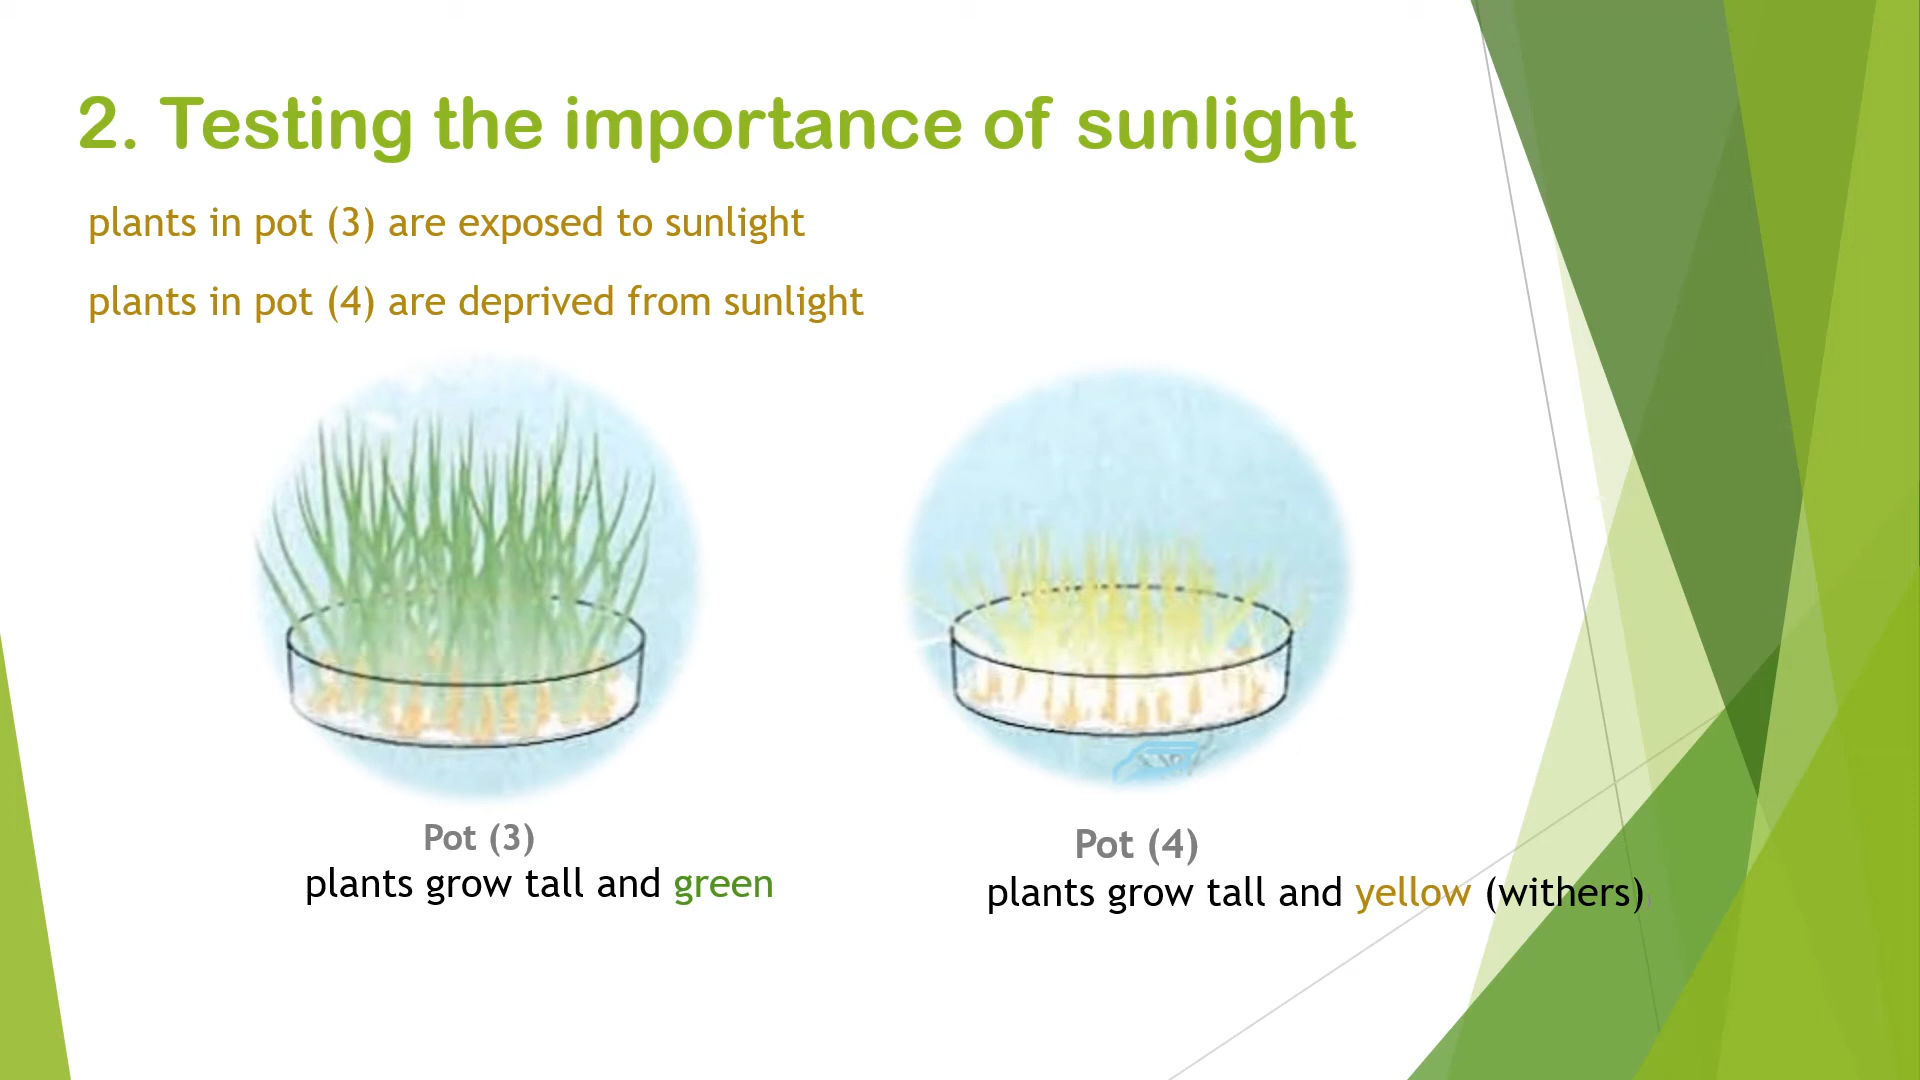 2. Testing the importance of sunlight
plants in pot (3) are exposed to sunlight
plants in pot (4) are deprived from sunlight
Pot (3)
plants grow tall and green
Pot (4)
plants grow tall and yellow (withers)